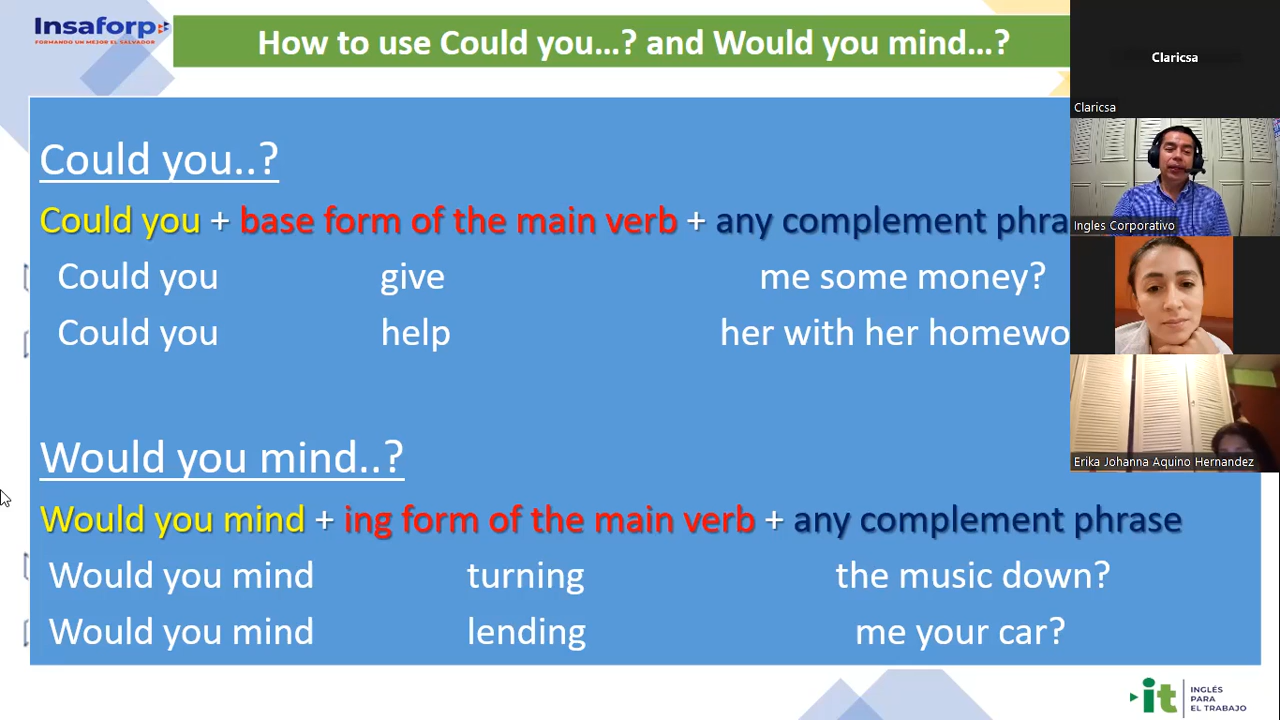 Insaforp
FORMANDO UN MEJOR EL SALVADOR
How to use Could you…? and Would you mind…?
Claricsa
Claricsa
Ingles Corporativo
Erika Johanna Aquino Hernandez
Could you..?
Could you + base form of the main verb + any complement phra
Could you give me some money?
Could you help her with her homewo
Would you mind..?
Would you mind + ing form of the main verb + any complement phrase
Would you mind turning the music down?
Would you mind lending me your car?
it INGLÉS
PARA
EL TRABAJO